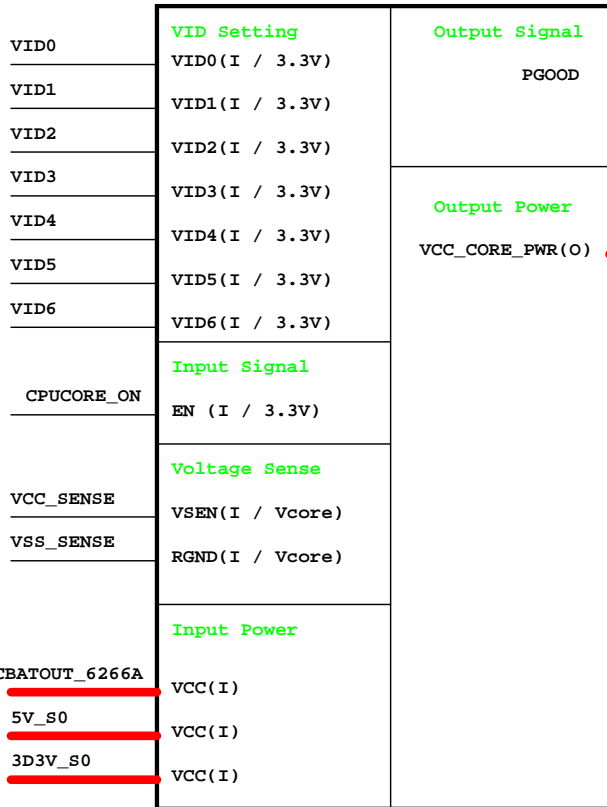 VID Setting
Output Signal
VID0
VID0(I / 3.3V)
PGOOD
VID1
VID1(I / 3.3V)
VID2
VID2(I / 3.3V)
VID3
VID3(I / 3.3V)
Output Power
VID4
VID4(I / 3.3V)
VCC_CORE_PWR(O)
VID5
VID5(I / 3.3V)
VID6
VID6(I / 3.3V)
Input Signal
CPUCORE_ON
EN (I / 3.3V)
Voltage Sense
VCC_SENSE
VSEN(I / Vcore)
VSS_SENSE
RGND(I / Vcore)
Input Power
CBATOUT_6266A
VCC(I)
5V_S0
VCC(I)
3D3V_S0
VCC(I)